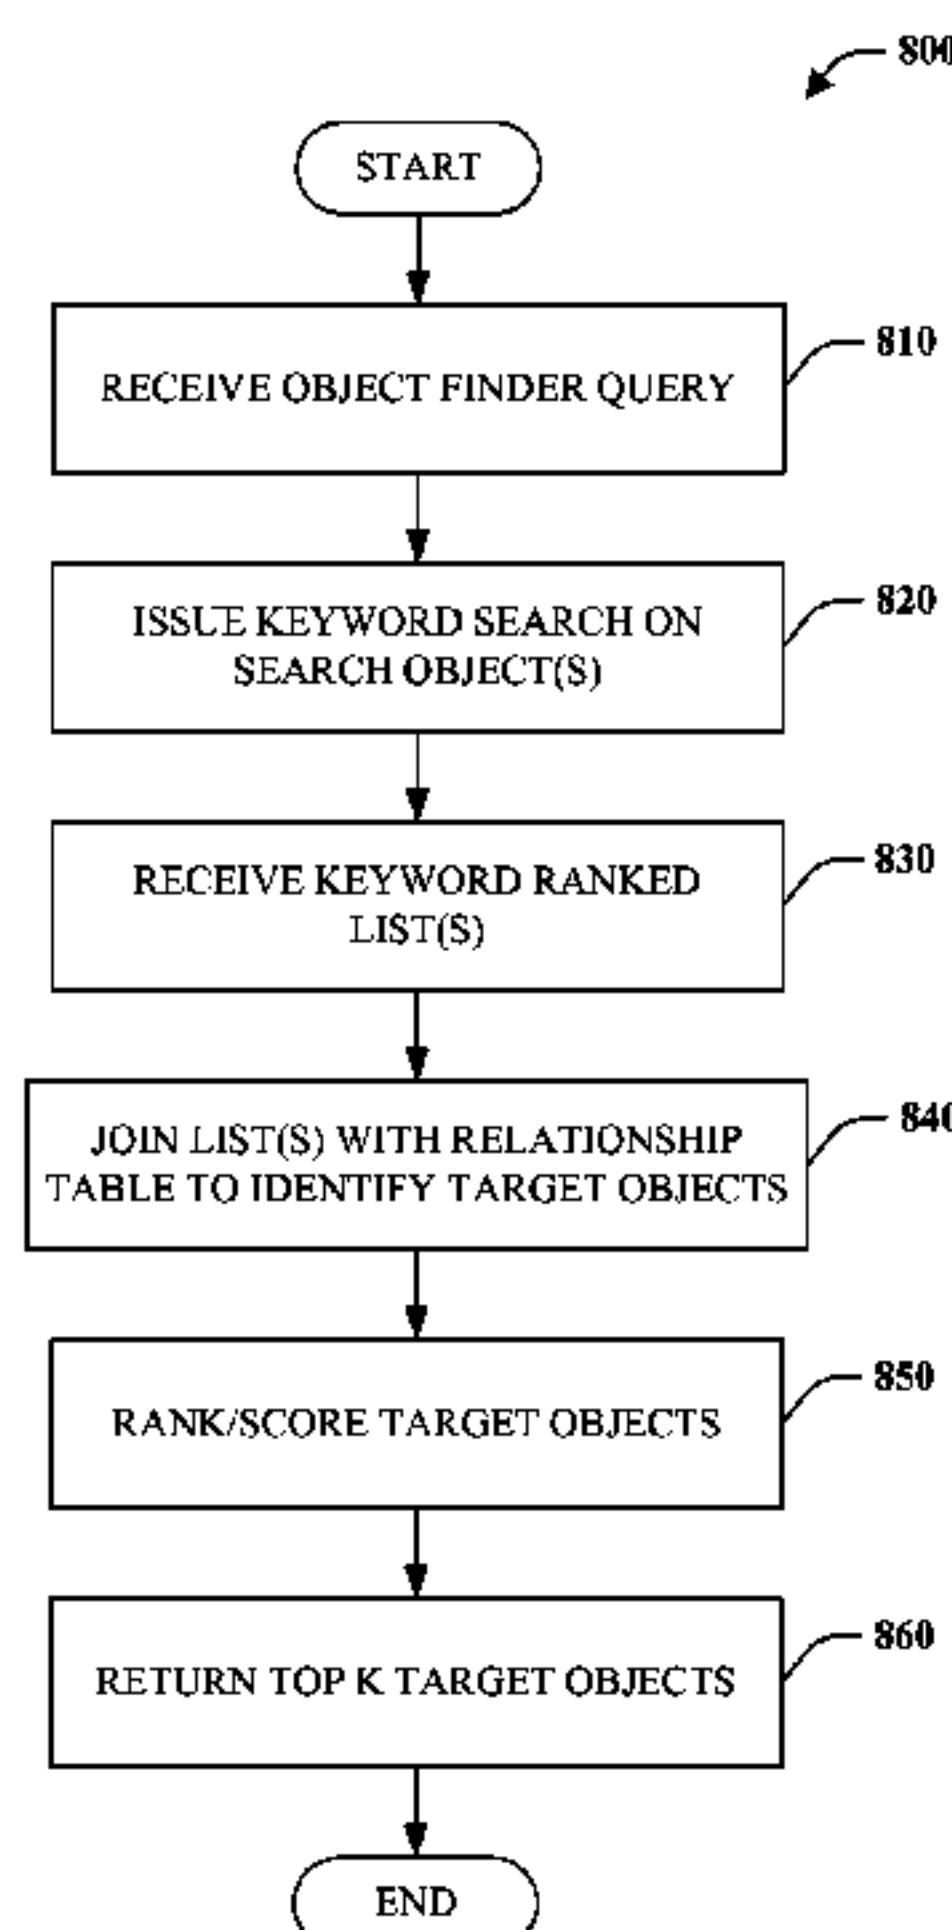 800
START
RECEIVE OBJECT FINDER QUERY
810
ISSUE KEYWORD SEARCH ON
SEARCH OBJECT(S)
820
RECEIVE KEYWORD RANKED
LIST(S)
830
JOIN LIST(S) WITH RELATIONSHIP
TABLE TO IDENTIFY TARGET OBJECTS
840
RANK/SCORE TARGET OBJECTS
850
RETURN TOP K TARGET OBJECTS
860
END